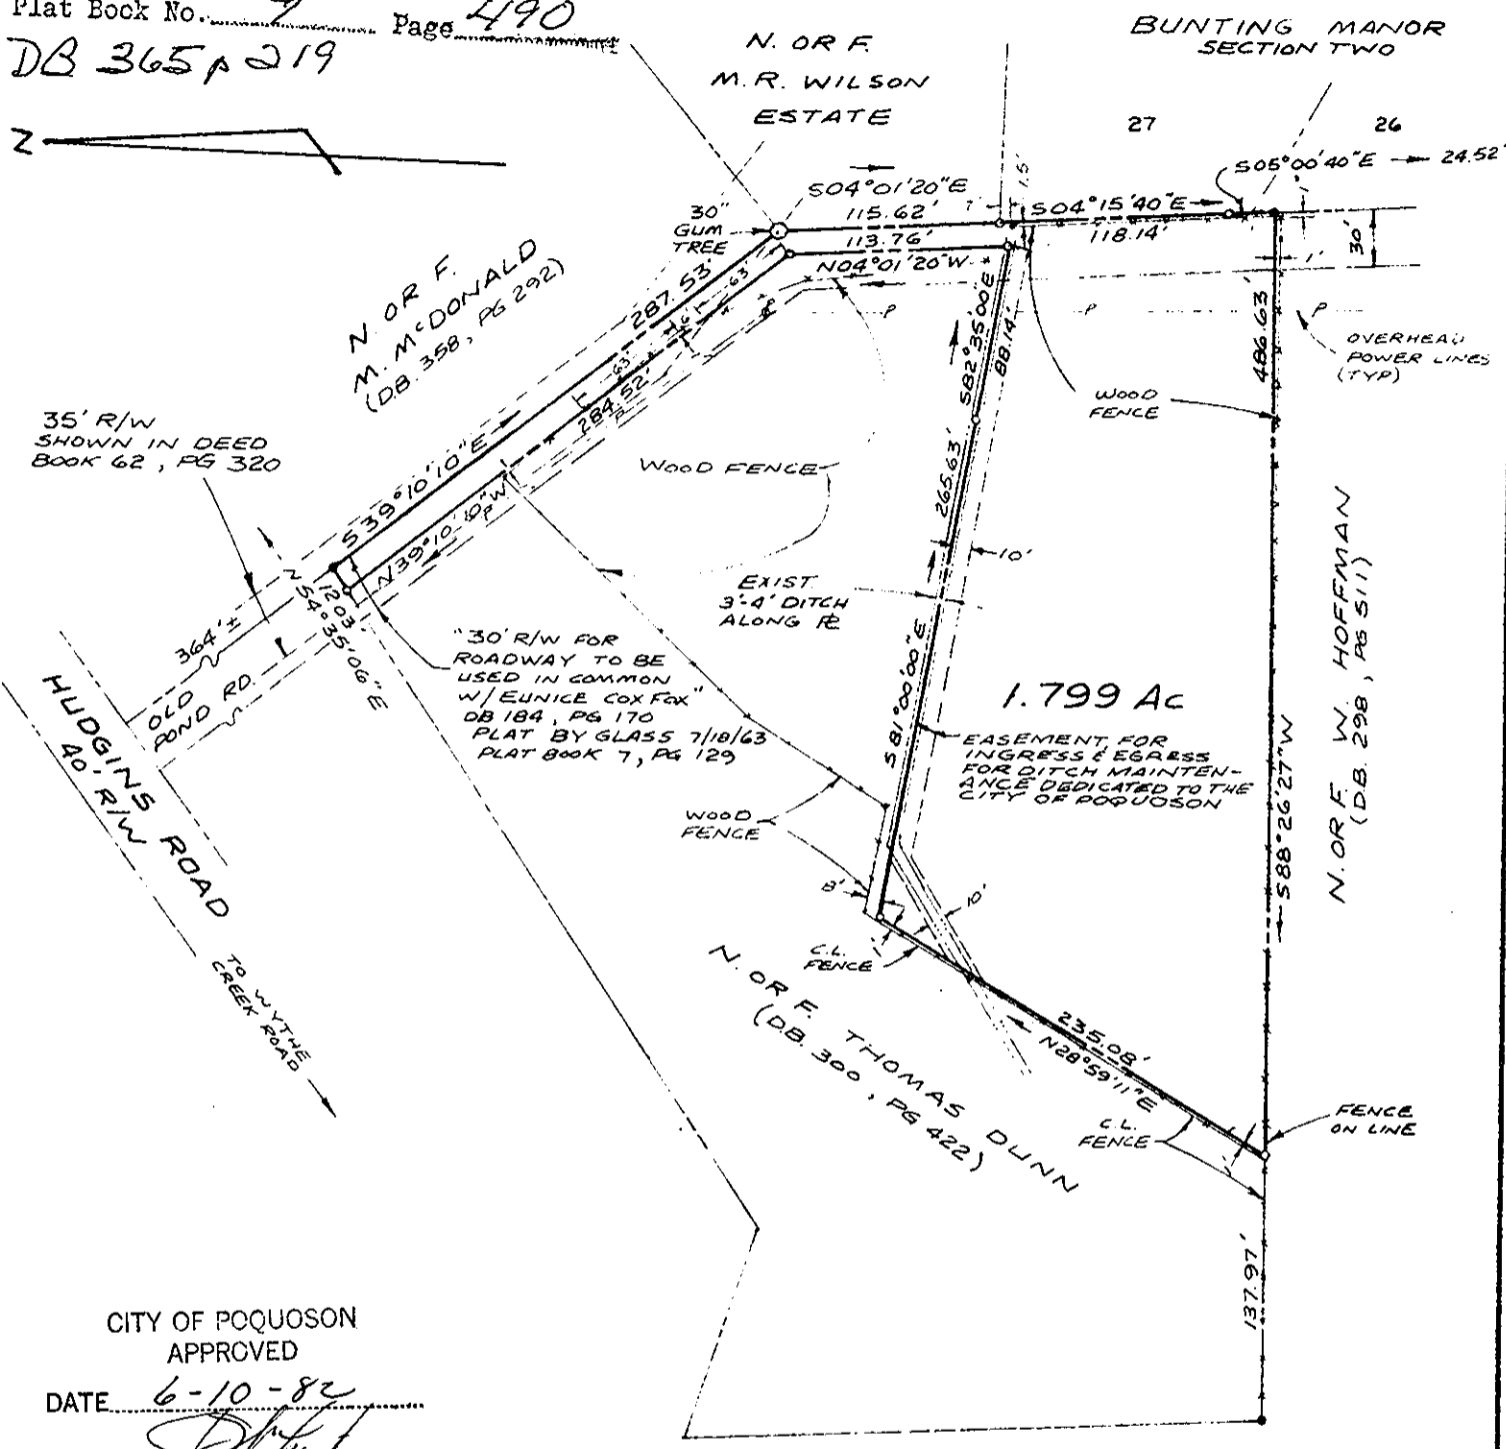 Plat Book No. 9 Page 490
DB 365 p 219
Z
N. OR F.
M. R. WILSON
ESTATE
BUNTING MANOR
SECTION TWO
27
26
S05°00'40"E 24.52'
S04°01'20"E
115.62'
113.76'
N04°01'20"W
1.5'
S04°15'40"E
118.14'
1'
30'
30"
GUM
TREE
N. OR F.
M. McDONALD
(DB. 358, PG 292)
287.53'
.63'
.63'
284.52'
S39°10'10"E
N39°10'10"W
P
P
P
P
OVERHEAD
POWER LINES
(TYP)
486.63'
S82°35'00"E
88.14'
WOOD
FENCE
35' R/W
SHOWN IN DEED
BOOK 62, PG 320
WOOD FENCE
265.63'
10'
EXIST.
3'-4' DITCH
ALONG PL
S81°00'00"E
12.03'
N54°35'06"E
364'±
OLD
POND RD.
HUDGINS ROAD
40' R/W
TO WYTHE
CREEK ROAD
"30' R/W FOR
ROADWAY TO BE
USED IN COMMON
W/ EUNICE COX FOX"
DB 184, PG 170
PLAT BY GLASS 7/18/63
PLAT BOOK 7, PG 129
1.799 Ac
EASEMENT FOR
INGRESS & EGRESS
FOR DITCH MAINTEN-
ANCE DEDICATED TO THE
CITY OF POQUOSON
S88°26'27"W
N. OR F. W. HOFFMAN
(D.B. 298, PG 511)
WOOD
FENCE
8'
10'
C.L.
FENCE
N. OR F. THOMAS DUNN
(D.B. 300, PG 422)
235.08'
N28°59'11"E
C.L.
FENCE
1'
FENCE
ON LINE
137.97'
CITY OF POQUOSON
APPROVED
DATE 6-10-82